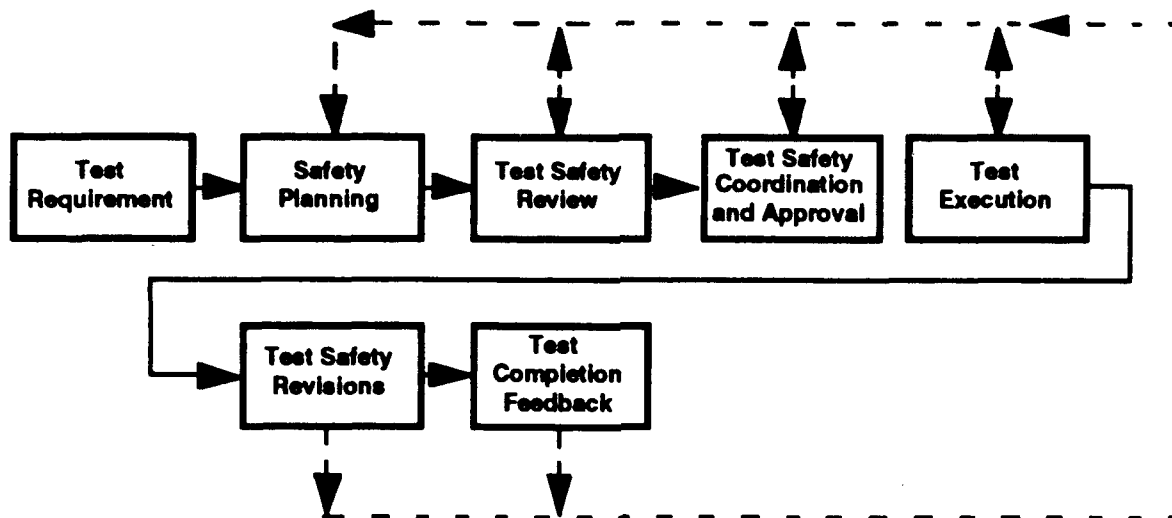 Test
Requirement
Safety
Planning
Test Safety
Review
Test Safety
Coordination
and Approval
Test
Execution
Test Safety
Revisions
Test
Completion
Feedback